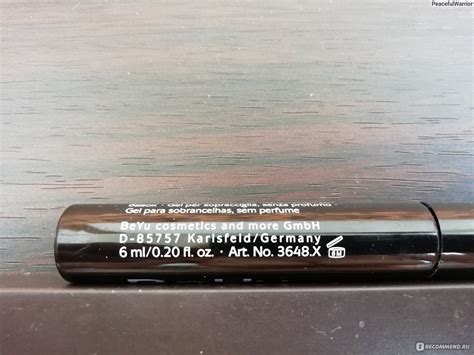 PeacefulWarrior
Gel per sopracciglia, senza profumo
Gel para sobrancelhas, sem perfume
BeYu cosmetics and more GmbH
D-85757 Karlsfeld/Germany
6 ml/0.20 fl. oz. · Art. No. 3648.X
RECOMMEND.RU